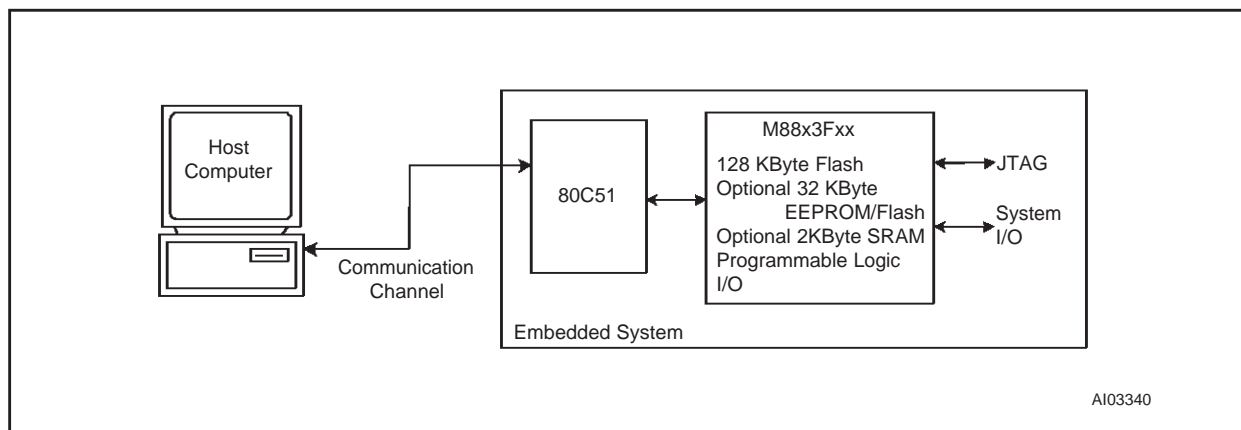 Host
Computer
Communication
Channel
80C51
M88x3Fxx
128 KByte Flash
Optional 32 KByte
EEPROM/Flash
Optional 2KByte SRAM
Programmable Logic
I/O
JTAG
System
I/O
Embedded System
AI03340